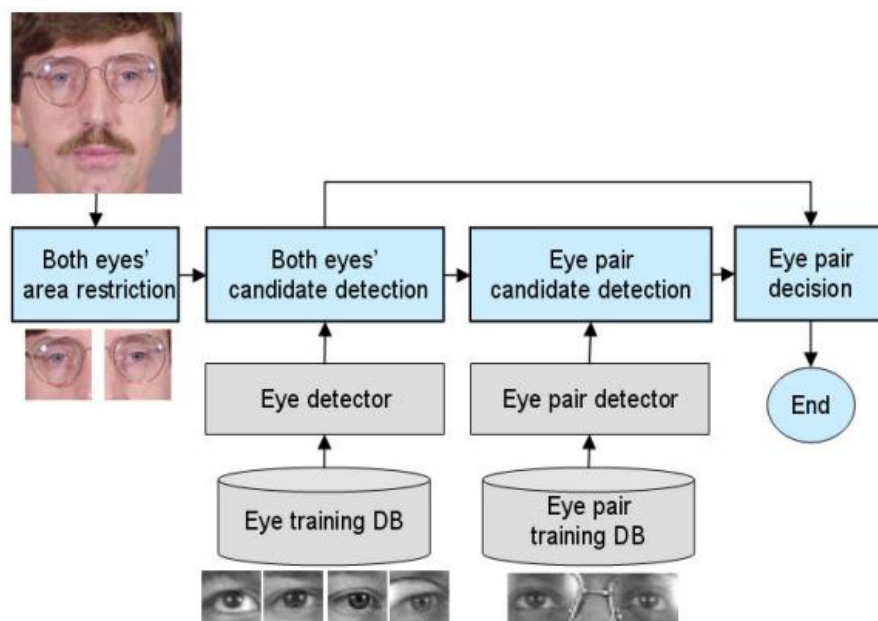 Both eyes'
area restriction
Both eyes'
candidate detection
Eye pair
candidate detection
Eye pair
decision
Eye detector
Eye pair detector
End
Eye training DB
Eye pair
training DB